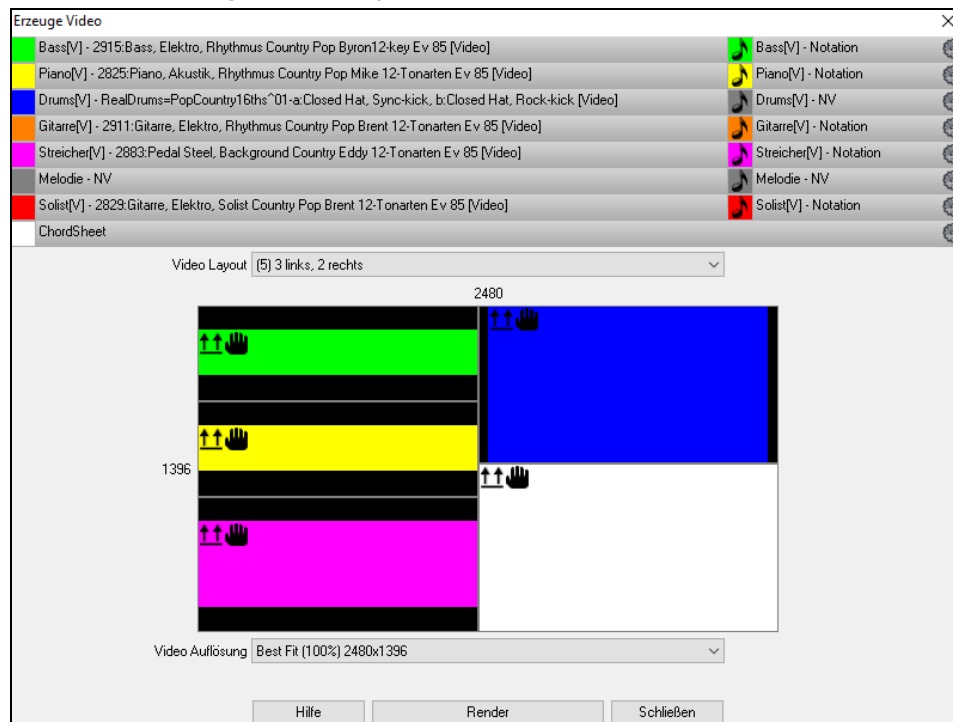 Erzeuge Video
Bass[V] - 2915:Bass, Elektro, Rhythmus Country Pop Byron12-key Ev 85 [Video] Bass[V] - Notation
Piano[V] - 2825:Piano, Akustik, Rhythmus Country Pop Mike 12-Tonarten Ev 85 [Video] Piano[V] - Notation
Drums[V] - RealDrums=PopCountry16ths^01-a:Closed Hat, Sync-kick, b:Closed Hat, Rock-kick [Video] Drums[V] - NV
Gitarre[V] - 2911:Gitarre, Elektro, Rhythmus Country Pop Brent 12-Tonarten Ev 85 [Video] Gitarre[V] - Notation
Streicher[V] - 2883:Pedal Steel, Background Country Eddy 12-Tonarten Ev 85 [Video] Streicher[V] - Notation
Melodie - NV Melodie - NV
Solist[V] - 2829:Gitarre, Elektro, Solist Country Pop Brent 12-Tonarten Ev 85 [Video] Solist[V] - Notation
ChordSheet
Video Layout (5) 3 links, 2 rechts
2480
1396
Video Auflösung Best Fit (100%) 2480x1396
Hilfe Render Schließen